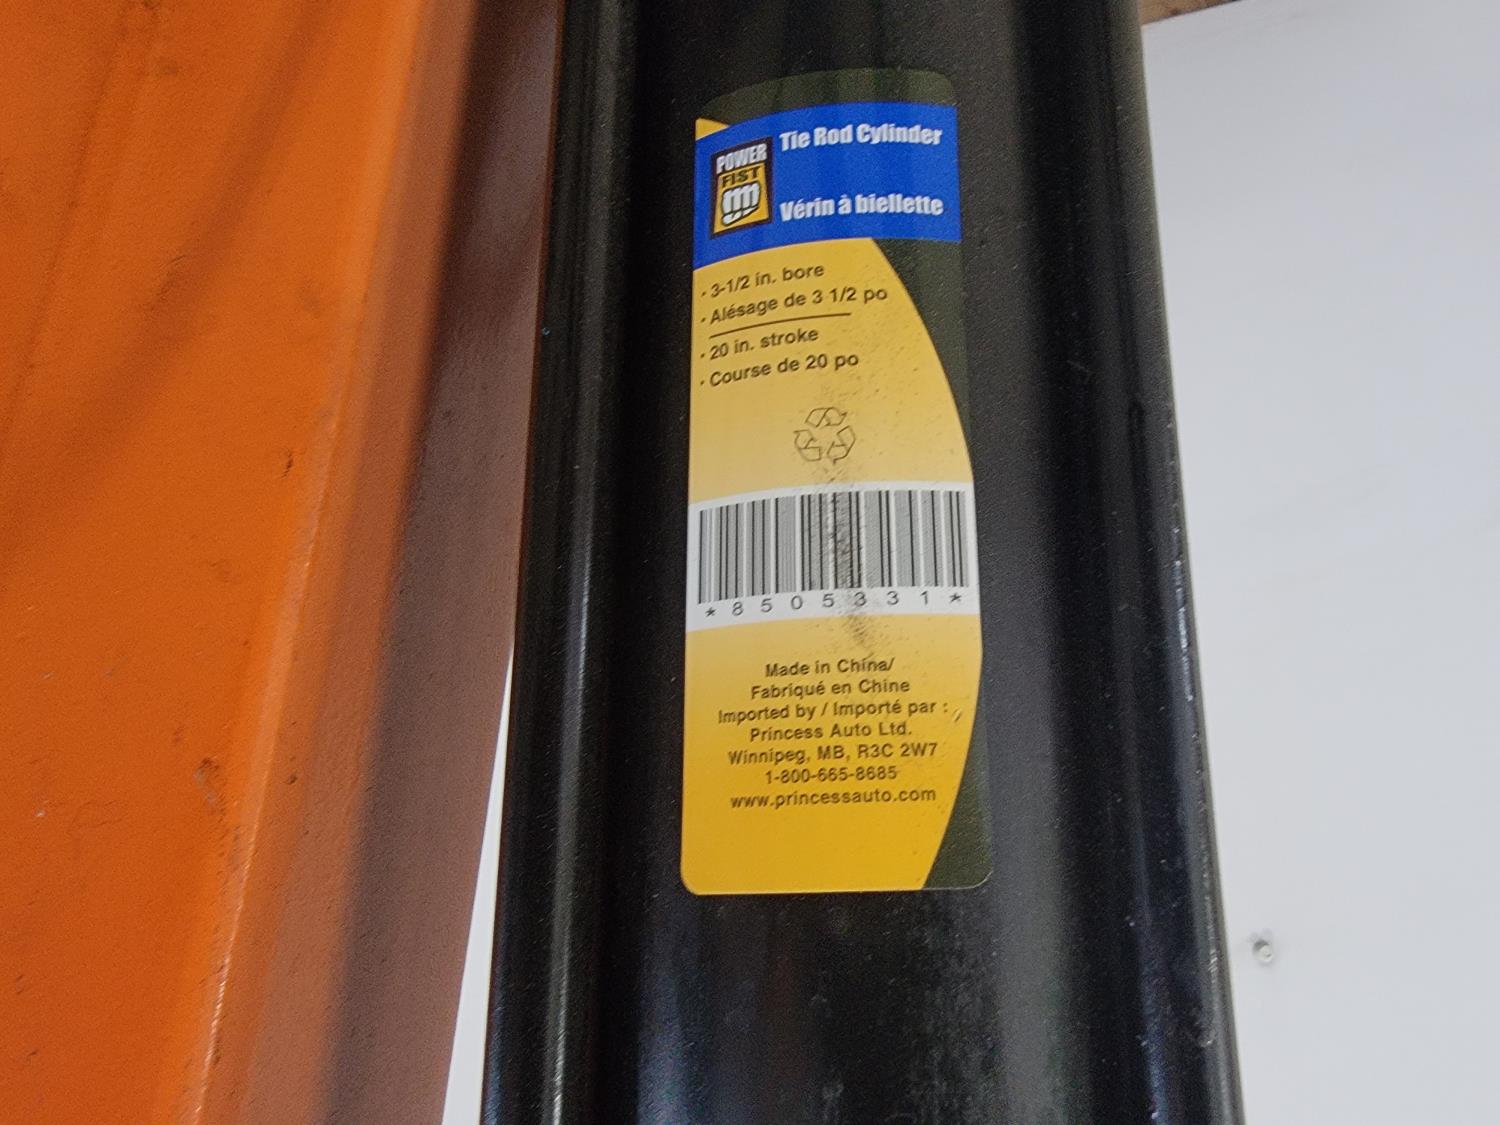 POWER
FIST
Tie Rod Cylinder
Vérin à biellette
· 3-1/2 in. bore
· Alésage de 3 1/2 po
· 20 in. stroke
· Course de 20 po
*8505331*
Made in China/
Fabriqué en Chine
Imported by / Importé par :
Princess Auto Ltd.
Winnipeg, MB, R3C 2W7
1-800-665-8685
www.princessauto.com